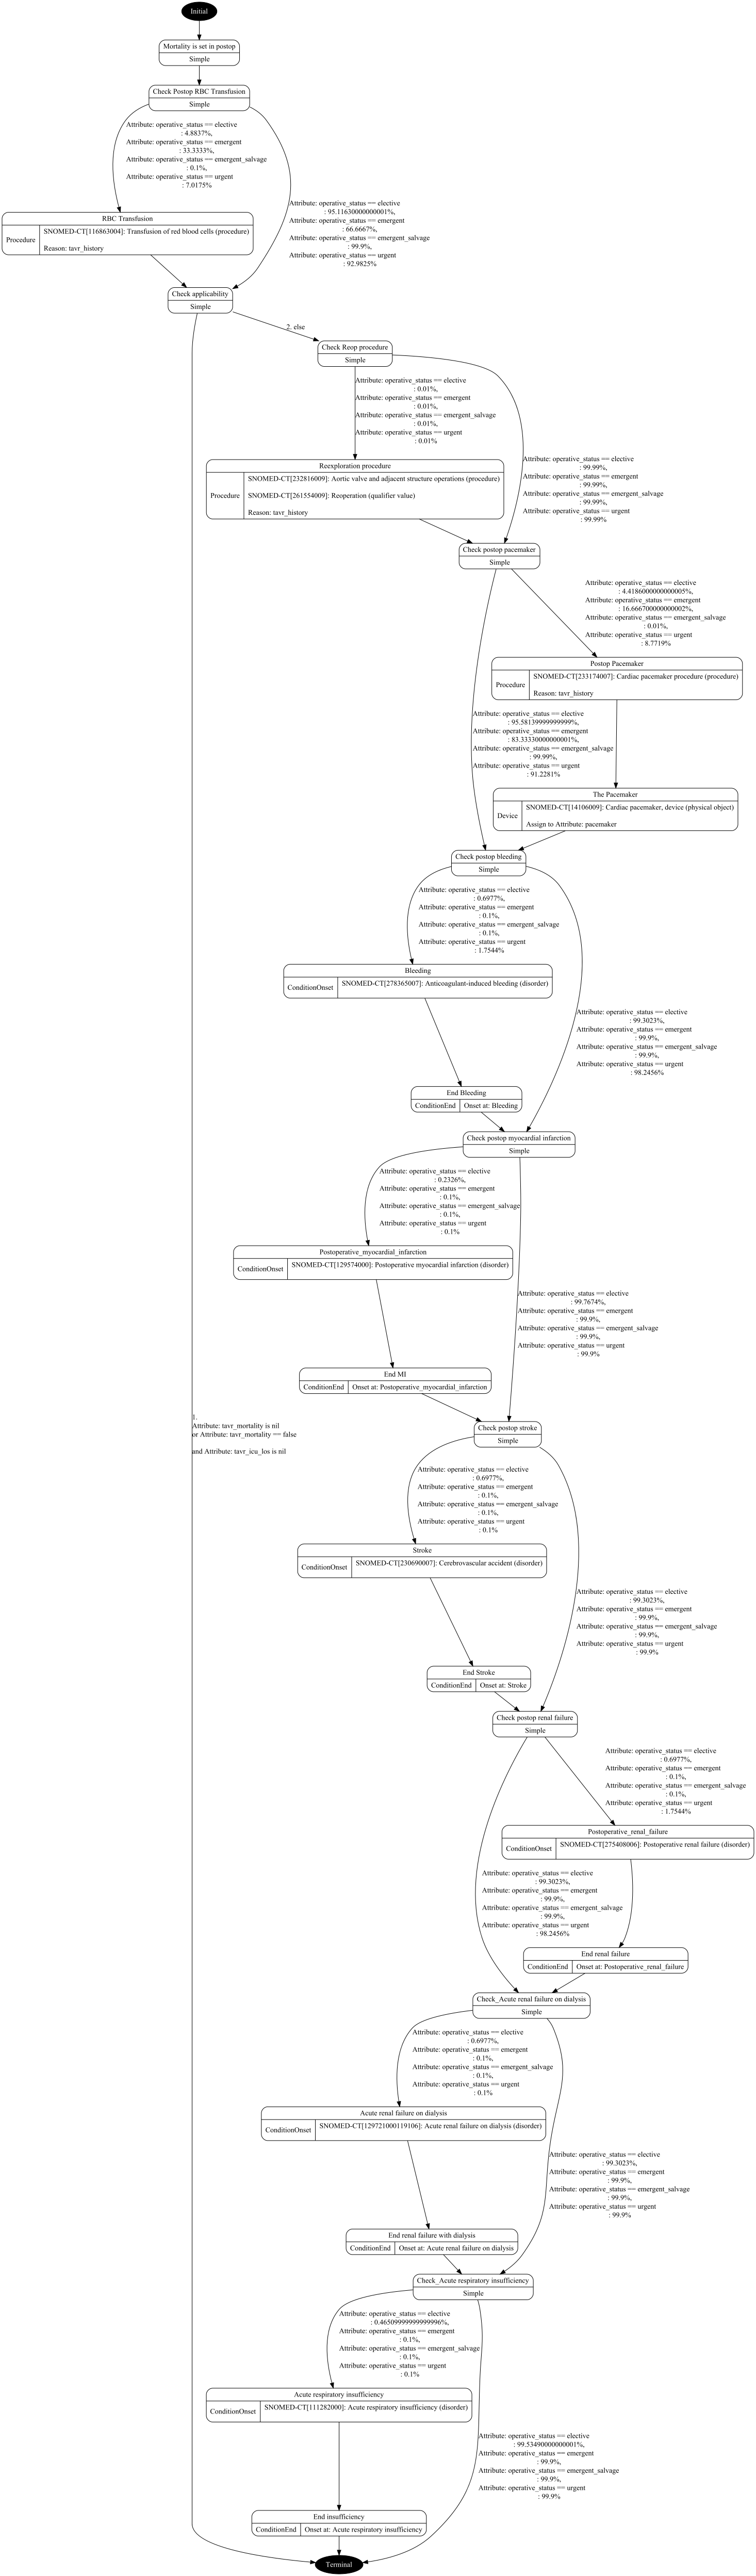 Initial
Mortality is set in postop
Simple
Check Postop RBC Transfusion
Simple
Attribute: operative_status == elective
: 4.8837%,
Attribute: operative_status == emergent
: 33.3333%,
Attribute: operative_status == emergent_salvage
: 0.1%,
Attribute: operative_status == urgent
: 7.0175%
Attribute: operative_status == elective
: 95.11630000000001%,
Attribute: operative_status == emergent
: 66.6667%,
Attribute: operative_status == emergent_salvage
: 99.9%,
Attribute: operative_status == urgent
: 92.9825%
RBC Transfusion
Procedure
SNOMED-CT[116863004]: Transfusion of red blood cells (procedure)
Reason: tavr_history
Check applicability
Simple
2. else
Check Reop procedure
Simple
Attribute: operative_status == elective
: 0.01%,
Attribute: operative_status == emergent
: 0.01%,
Attribute: operative_status == emergent_salvage
: 0.01%,
Attribute: operative_status == urgent
: 0.01%
Reexploration procedure
Procedure
SNOMED-CT[232816009]: Aortic valve and adjacent structure operations (procedure)
SNOMED-CT[261554009]: Reoperation (qualifier value)
Reason: tavr_history
Attribute: operative_status == elective
: 99.99%,
Attribute: operative_status == emergent
: 99.99%,
Attribute: operative_status == emergent_salvage
: 99.99%,
Attribute: operative_status == urgent
: 99.99%
Check postop pacemaker
Simple
Attribute: operative_status == elective
: 4.4186000000000005%,
Attribute: operative_status == emergent
: 16.666700000000002%,
Attribute: operative_status == emergent_salvage
: 0.01%,
Attribute: operative_status == urgent
: 8.7719%
Postop Pacemaker
Procedure
SNOMED-CT[233174007]: Cardiac pacemaker procedure (procedure)
Reason: tavr_history
Attribute: operative_status == elective
: 95.58139999999999%,
Attribute: operative_status == emergent
: 83.33330000000001%,
Attribute: operative_status == emergent_salvage
: 99.99%,
Attribute: operative_status == urgent
: 91.2281%
The Pacemaker
Device
SNOMED-CT[14106009]: Cardiac pacemaker, device (physical object)
Assign to Attribute: pacemaker
Check postop bleeding
Simple
Attribute: operative_status == elective
: 0.6977%,
Attribute: operative_status == emergent
: 0.1%,
Attribute: operative_status == emergent_salvage
: 0.1%,
Attribute: operative_status == urgent
: 1.7544%
Bleeding
ConditionOnset
SNOMED-CT[278365007]: Anticoagulant-induced bleeding (disorder)
Attribute: operative_status == elective
: 99.3023%,
Attribute: operative_status == emergent
: 99.9%,
Attribute: operative_status == emergent_salvage
: 99.9%,
Attribute: operative_status == urgent
: 98.2456%
End Bleeding
ConditionEnd
Onset at: Bleeding
Check postop myocardial infarction
Simple
Attribute: operative_status == elective
: 0.2326%,
Attribute: operative_status == emergent
: 0.1%,
Attribute: operative_status == emergent_salvage
: 0.1%,
Attribute: operative_status == urgent
: 0.1%
Postoperative_myocardial_infarction
ConditionOnset
SNOMED-CT[129574000]: Postoperative myocardial infarction (disorder)
Attribute: operative_status == elective
: 99.7674%,
Attribute: operative_status == emergent
: 99.9%,
Attribute: operative_status == emergent_salvage
: 99.9%,
Attribute: operative_status == urgent
: 99.9%
End MI
ConditionEnd
Onset at: Postoperative_myocardial_infarction
1.
Attribute: tavr_mortality is nil
or Attribute: tavr_mortality == false
and Attribute: tavr_icu_los is nil
Check postop stroke
Simple
Attribute: operative_status == elective
: 0.6977%,
Attribute: operative_status == emergent
: 0.1%,
Attribute: operative_status == emergent_salvage
: 0.1%,
Attribute: operative_status == urgent
: 0.1%
Stroke
ConditionOnset
SNOMED-CT[230690007]: Cerebrovascular accident (disorder)
Attribute: operative_status == elective
: 99.3023%,
Attribute: operative_status == emergent
: 99.9%,
Attribute: operative_status == emergent_salvage
: 99.9%,
Attribute: operative_status == urgent
: 99.9%
End Stroke
ConditionEnd
Onset at: Stroke
Check postop renal failure
Simple
Attribute: operative_status == elective
: 0.6977%,
Attribute: operative_status == emergent
: 0.1%,
Attribute: operative_status == emergent_salvage
: 0.1%,
Attribute: operative_status == urgent
: 1.7544%
Postoperative_renal_failure
ConditionOnset
SNOMED-CT[275408006]: Postoperative renal failure (disorder)
Attribute: operative_status == elective
: 99.3023%,
Attribute: operative_status == emergent
: 99.9%,
Attribute: operative_status == emergent_salvage
: 99.9%,
Attribute: operative_status == urgent
: 98.2456%
End renal failure
ConditionEnd
Onset at: Postoperative_renal_failure
Check_Acute renal failure on dialysis
Simple
Attribute: operative_status == elective
: 0.6977%,
Attribute: operative_status == emergent
: 0.1%,
Attribute: operative_status == emergent_salvage
: 0.1%,
Attribute: operative_status == urgent
: 0.1%
Acute renal failure on dialysis
ConditionOnset
SNOMED-CT[129721000119106]: Acute renal failure on dialysis (disorder)
Attribute: operative_status == elective
: 99.3023%,
Attribute: operative_status == emergent
: 99.9%,
Attribute: operative_status == emergent_salvage
: 99.9%,
Attribute: operative_status == urgent
: 99.9%
End renal failure with dialysis
ConditionEnd
Onset at: Acute renal failure on dialysis
Check_Acute respiratory insufficiency
Simple
Attribute: operative_status == elective
: 0.46509999999999996%,
Attribute: operative_status == emergent
: 0.1%,
Attribute: operative_status == emergent_salvage
: 0.1%,
Attribute: operative_status == urgent
: 0.1%
Acute respiratory insufficiency
ConditionOnset
SNOMED-CT[111282000]: Acute respiratory insufficiency (disorder)
Attribute: operative_status == elective
: 99.53490000000001%,
Attribute: operative_status == emergent
: 99.9%,
Attribute: operative_status == emergent_salvage
: 99.9%,
Attribute: operative_status == urgent
: 99.9%
End insufficiency
ConditionEnd
Onset at: Acute respiratory insufficiency
Terminal